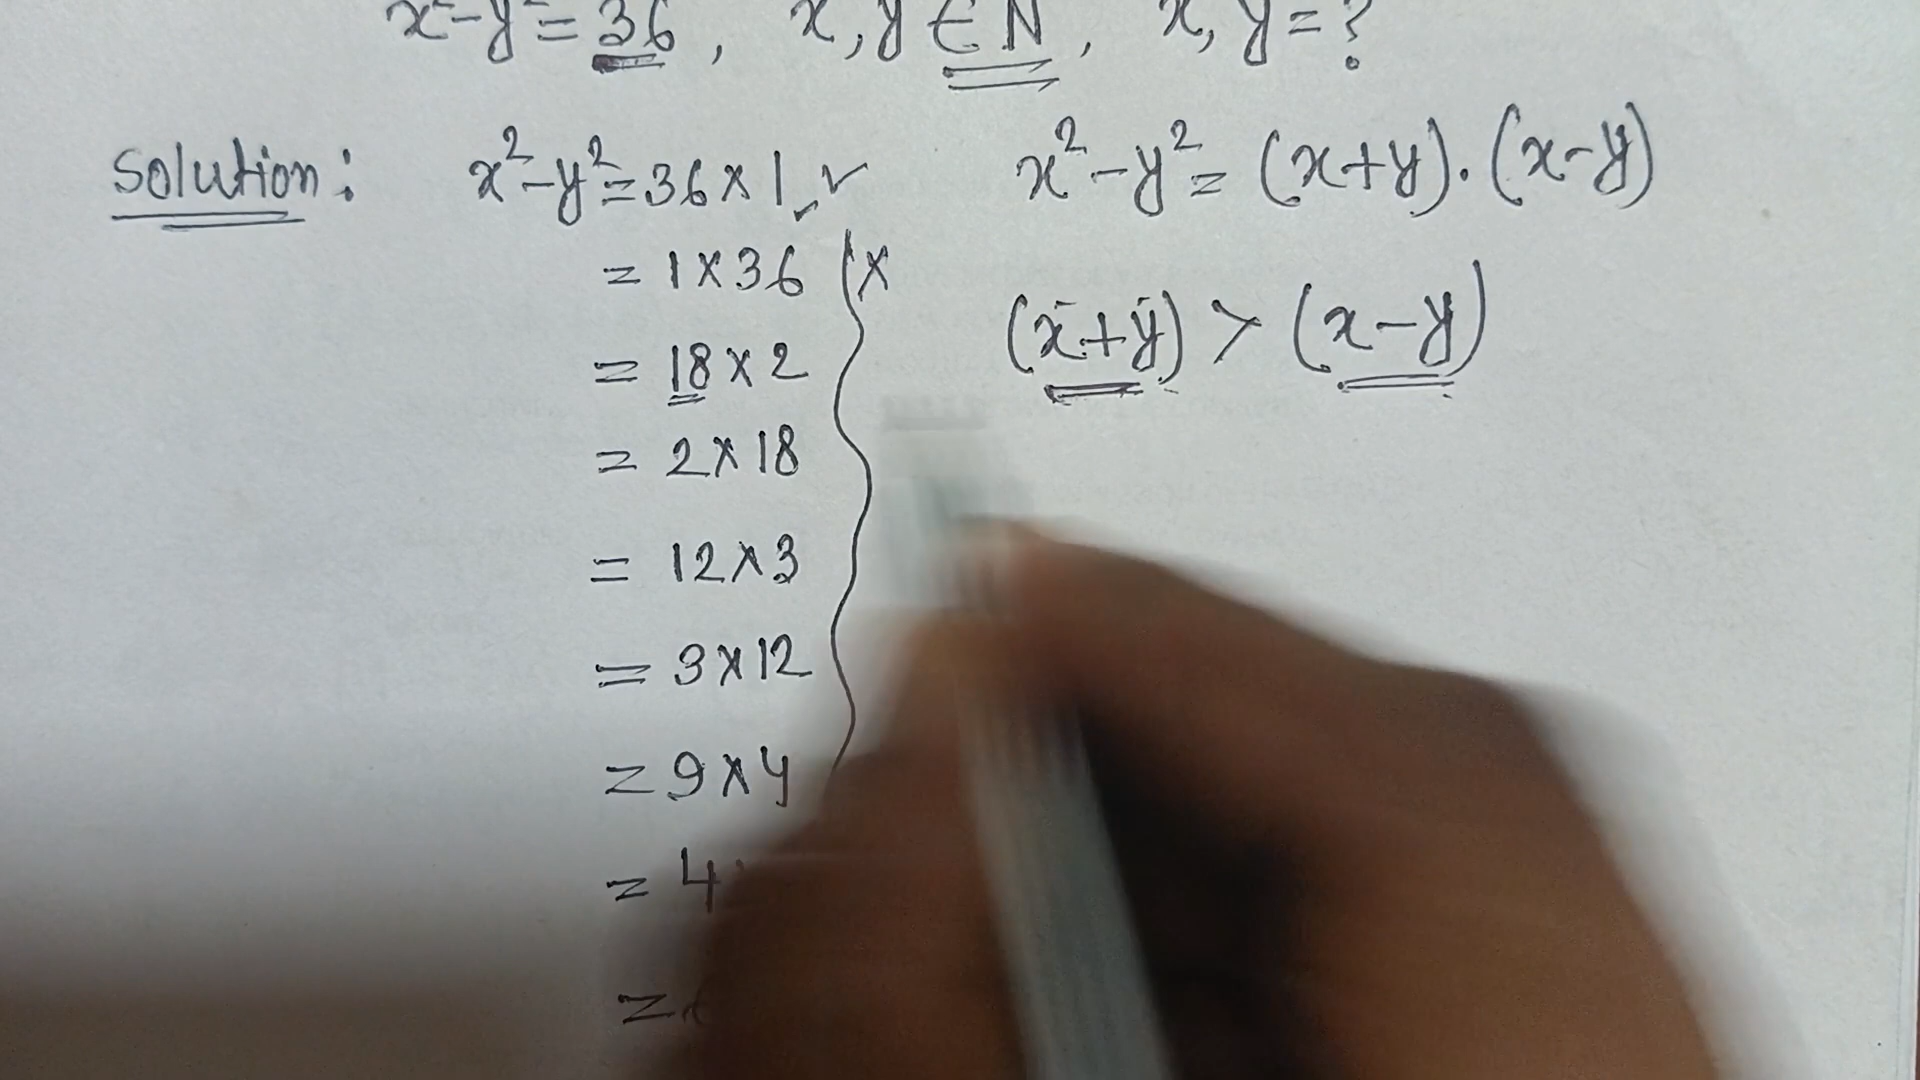 x²-y²=36, x,y ∈ N, x,y=?
Solution: x²-y²=36×1 ✓ x²-y²=(x+y).(x-y)
=1×36 × (x+y)>(x-y)
=18×2
=2×18
=12×3
=3×12
=9×4
=4
=